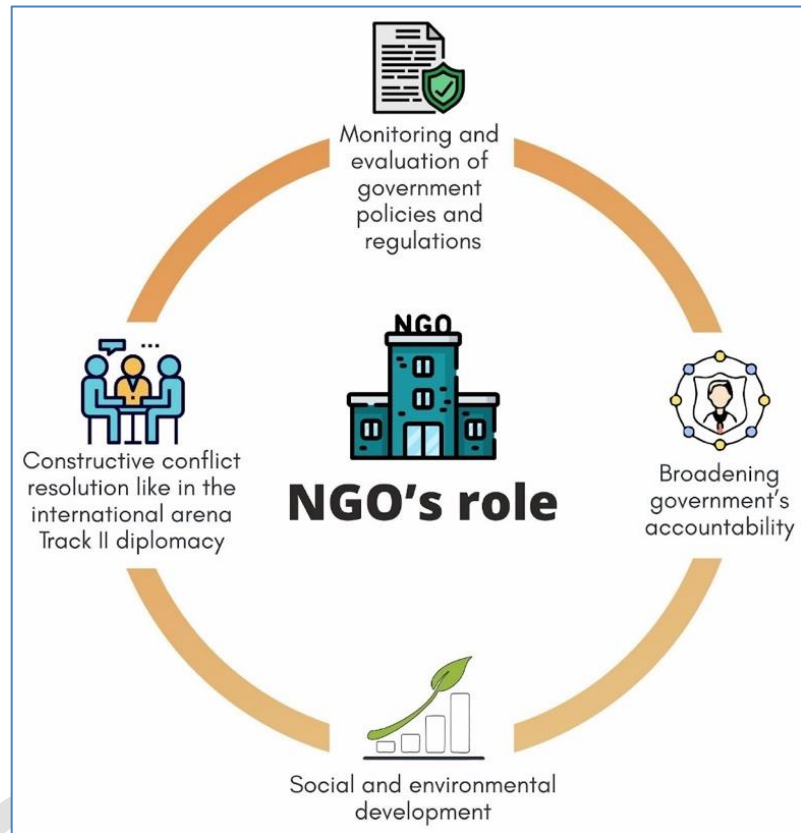 Monitoring and
evaluation of
government
policies and
regulations
NGO
NGO's role
Constructive conflict
resolution like in the
international arena
Track II diplomacy
Broadening
government's
accountability
Social and environmental
development